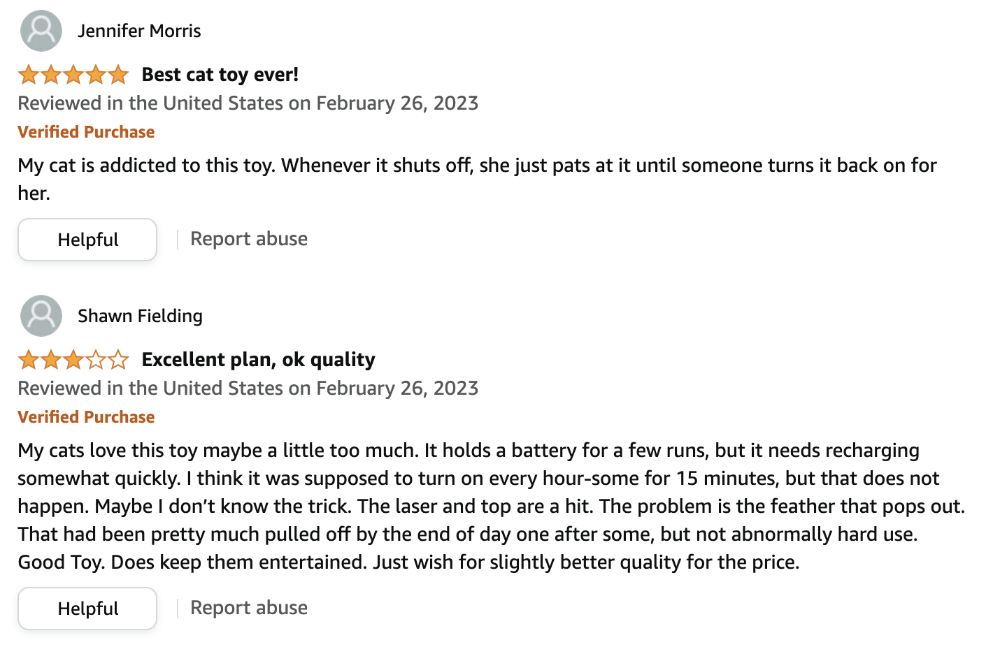 Jennifer Morris
Best cat toy ever!
Reviewed in the United States on February 26, 2023
Verified Purchase
My cat is addicted to this toy. Whenever it shuts off, she just pats at it until someone turns it back on for
her.
Helpful | Report abuse
Shawn Fielding
Excellent plan, ok quality
Reviewed in the United States on February 26, 2023
Verified Purchase
My cats love this toy maybe a little too much. It holds a battery for a few runs, but it needs recharging
somewhat quickly. I think it was supposed to turn on every hour-some for 15 minutes, but that does not
happen. Maybe I don’t know the trick. The laser and top are a hit. The problem is the feather that pops out.
That had been pretty much pulled off by the end of day one after some, but not abnormally hard use.
Good Toy. Does keep them entertained. Just wish for slightly better quality for the price.
Helpful | Report abuse